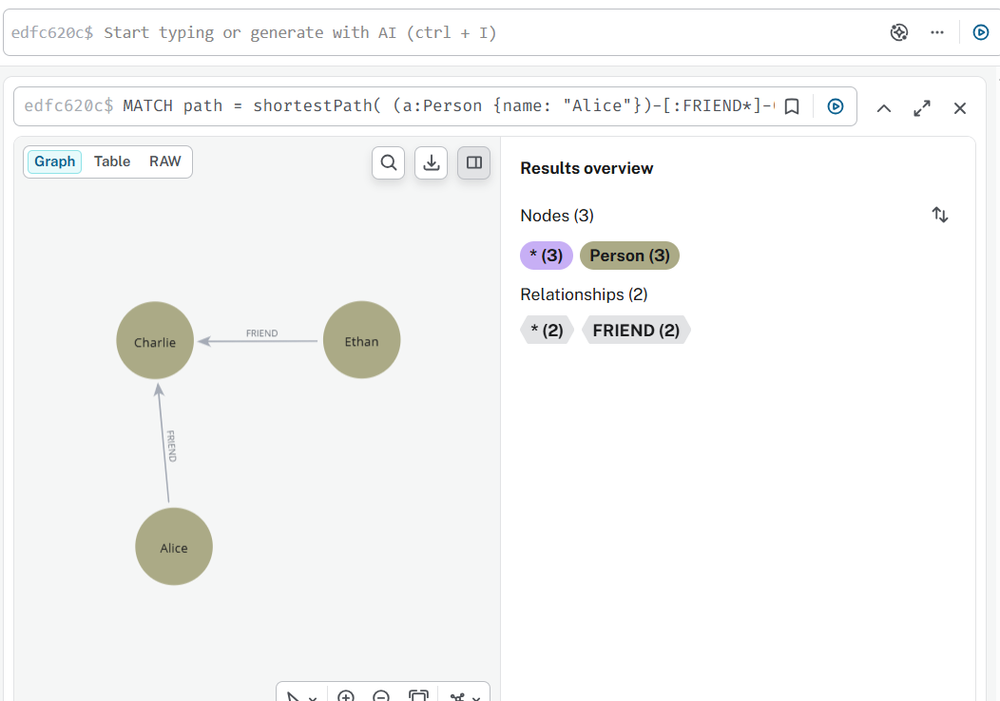 edfc620c$ Start typing or generate with AI (ctrl + I)
edfc620c$ MATCH path = shortestPath( (a:Person {name: "Alice"})-[:FRIEND*]-(
Graph Table RAW
Results overview
Nodes (3)
* (3) Person (3)
Relationships (2)
* (2) FRIEND (2)
Charlie
FRIEND
Ethan
FRIEND
Alice